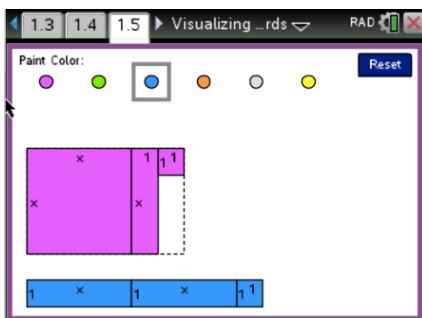 1.3 1.4 1.5 Visualizing ...rds RAD
Paint Color:
Reset
x 1 1 1
x x
1 x 1 x 1 1